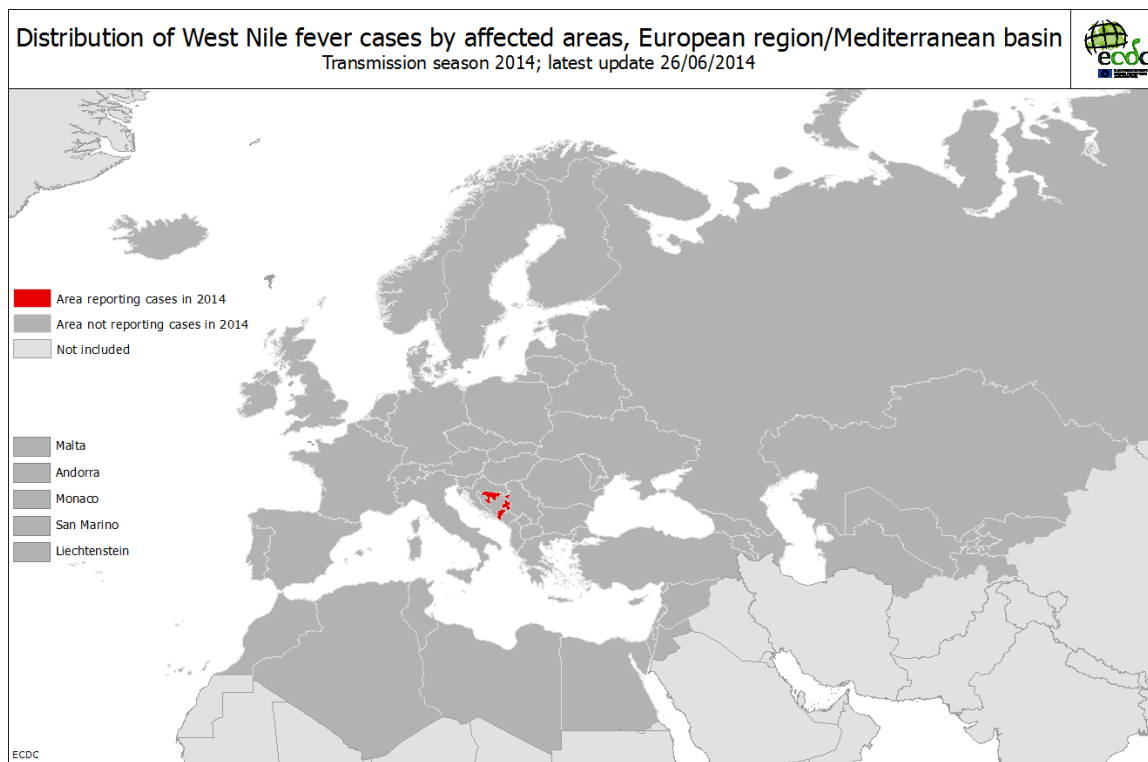 Distribution of West Nile fever cases by affected areas, European region/Mediterranean basin
Transmission season 2014; latest update 26/06/2014
ecdc
Area reporting cases in 2014
Area not reporting cases in 2014
Not included
Malta
Andorra
Monaco
San Marino
Liechtenstein
ECDC